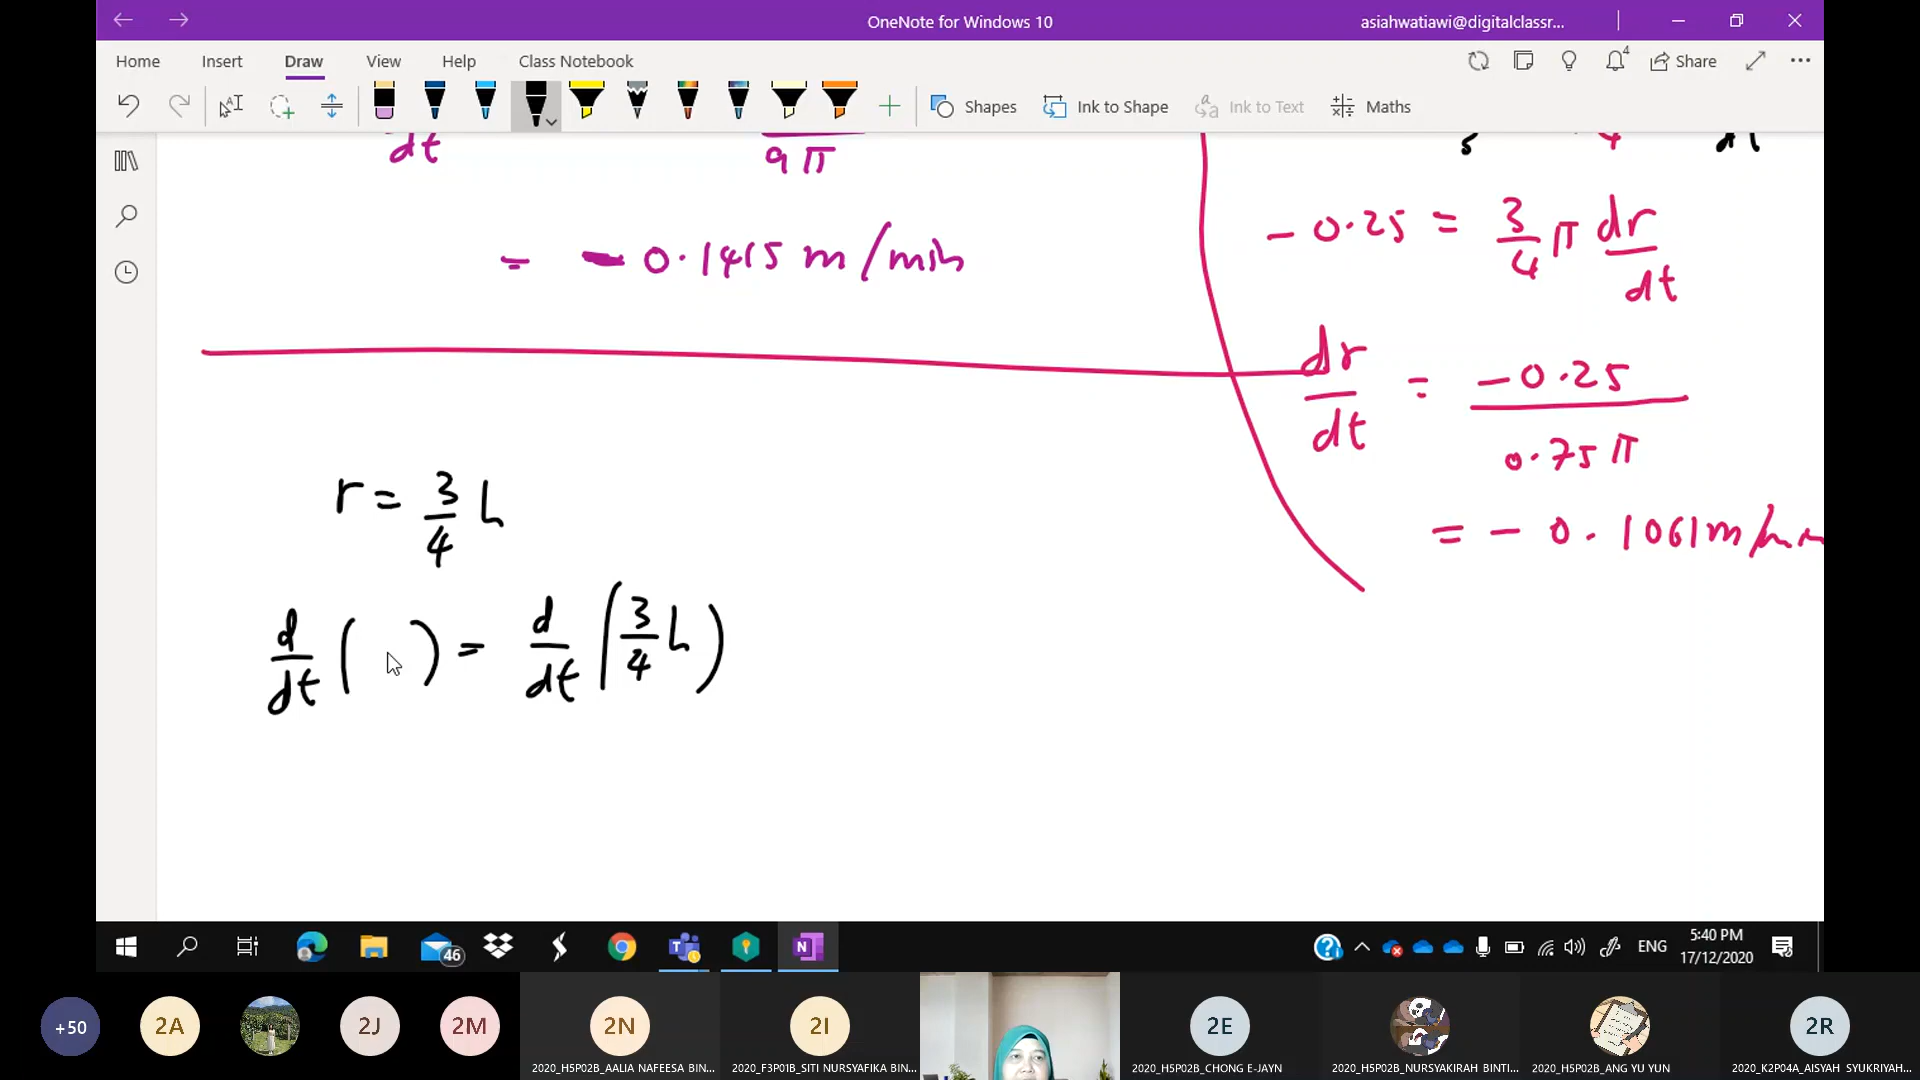 OneNote for Windows 10
asiahwatiawi@digitalclassr...
Home Insert Draw View Help Class Notebook
4
Share
Shapes Ink to Shape Ink to Text Maths
dt
9π
= - 0.1415 m/min
-0.25 = 3/4 π dr/dt
dr/dt = -0.25 / 0.75π
= - 0.1061 m/min
r = 3/4 h
d/dt ( ) = d/dt (3/4 h)
46
ENG
5:40 PM
17/12/2020
+50
2A
2J
2M
2N
2I
2E
2R
2020_H5P02B_AALIA NAFEESA BIN...
2020_F3P01B_SITI NURSYAFIKA BIN...
2020_H5P02B_CHONG E-JAYN
2020_H5P02B_NURSYAKIRAH BINTI...
2020_H5P02B_ANG YU YUN
2020_K2P04A_AISYAH SYUKRIYAH...